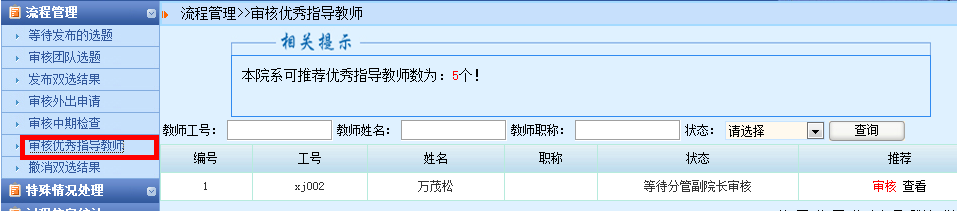 流程管理
等待发布的选题
审核团队选题
发布双选结果
审核外出申请
审核中期检查
审核优秀指导教师
撤消双选结果
特殊情况处理
流程管理>>审核优秀指导教师
相关提示
本院系可推荐优秀指导教师数为：5个！
教师工号： 教师姓名： 教师职称： 状态： 请选择 查询
编号 工号 姓名 职称 状态 推荐
1 xj002 万茂松 等待分管副院长审核 审核 查看